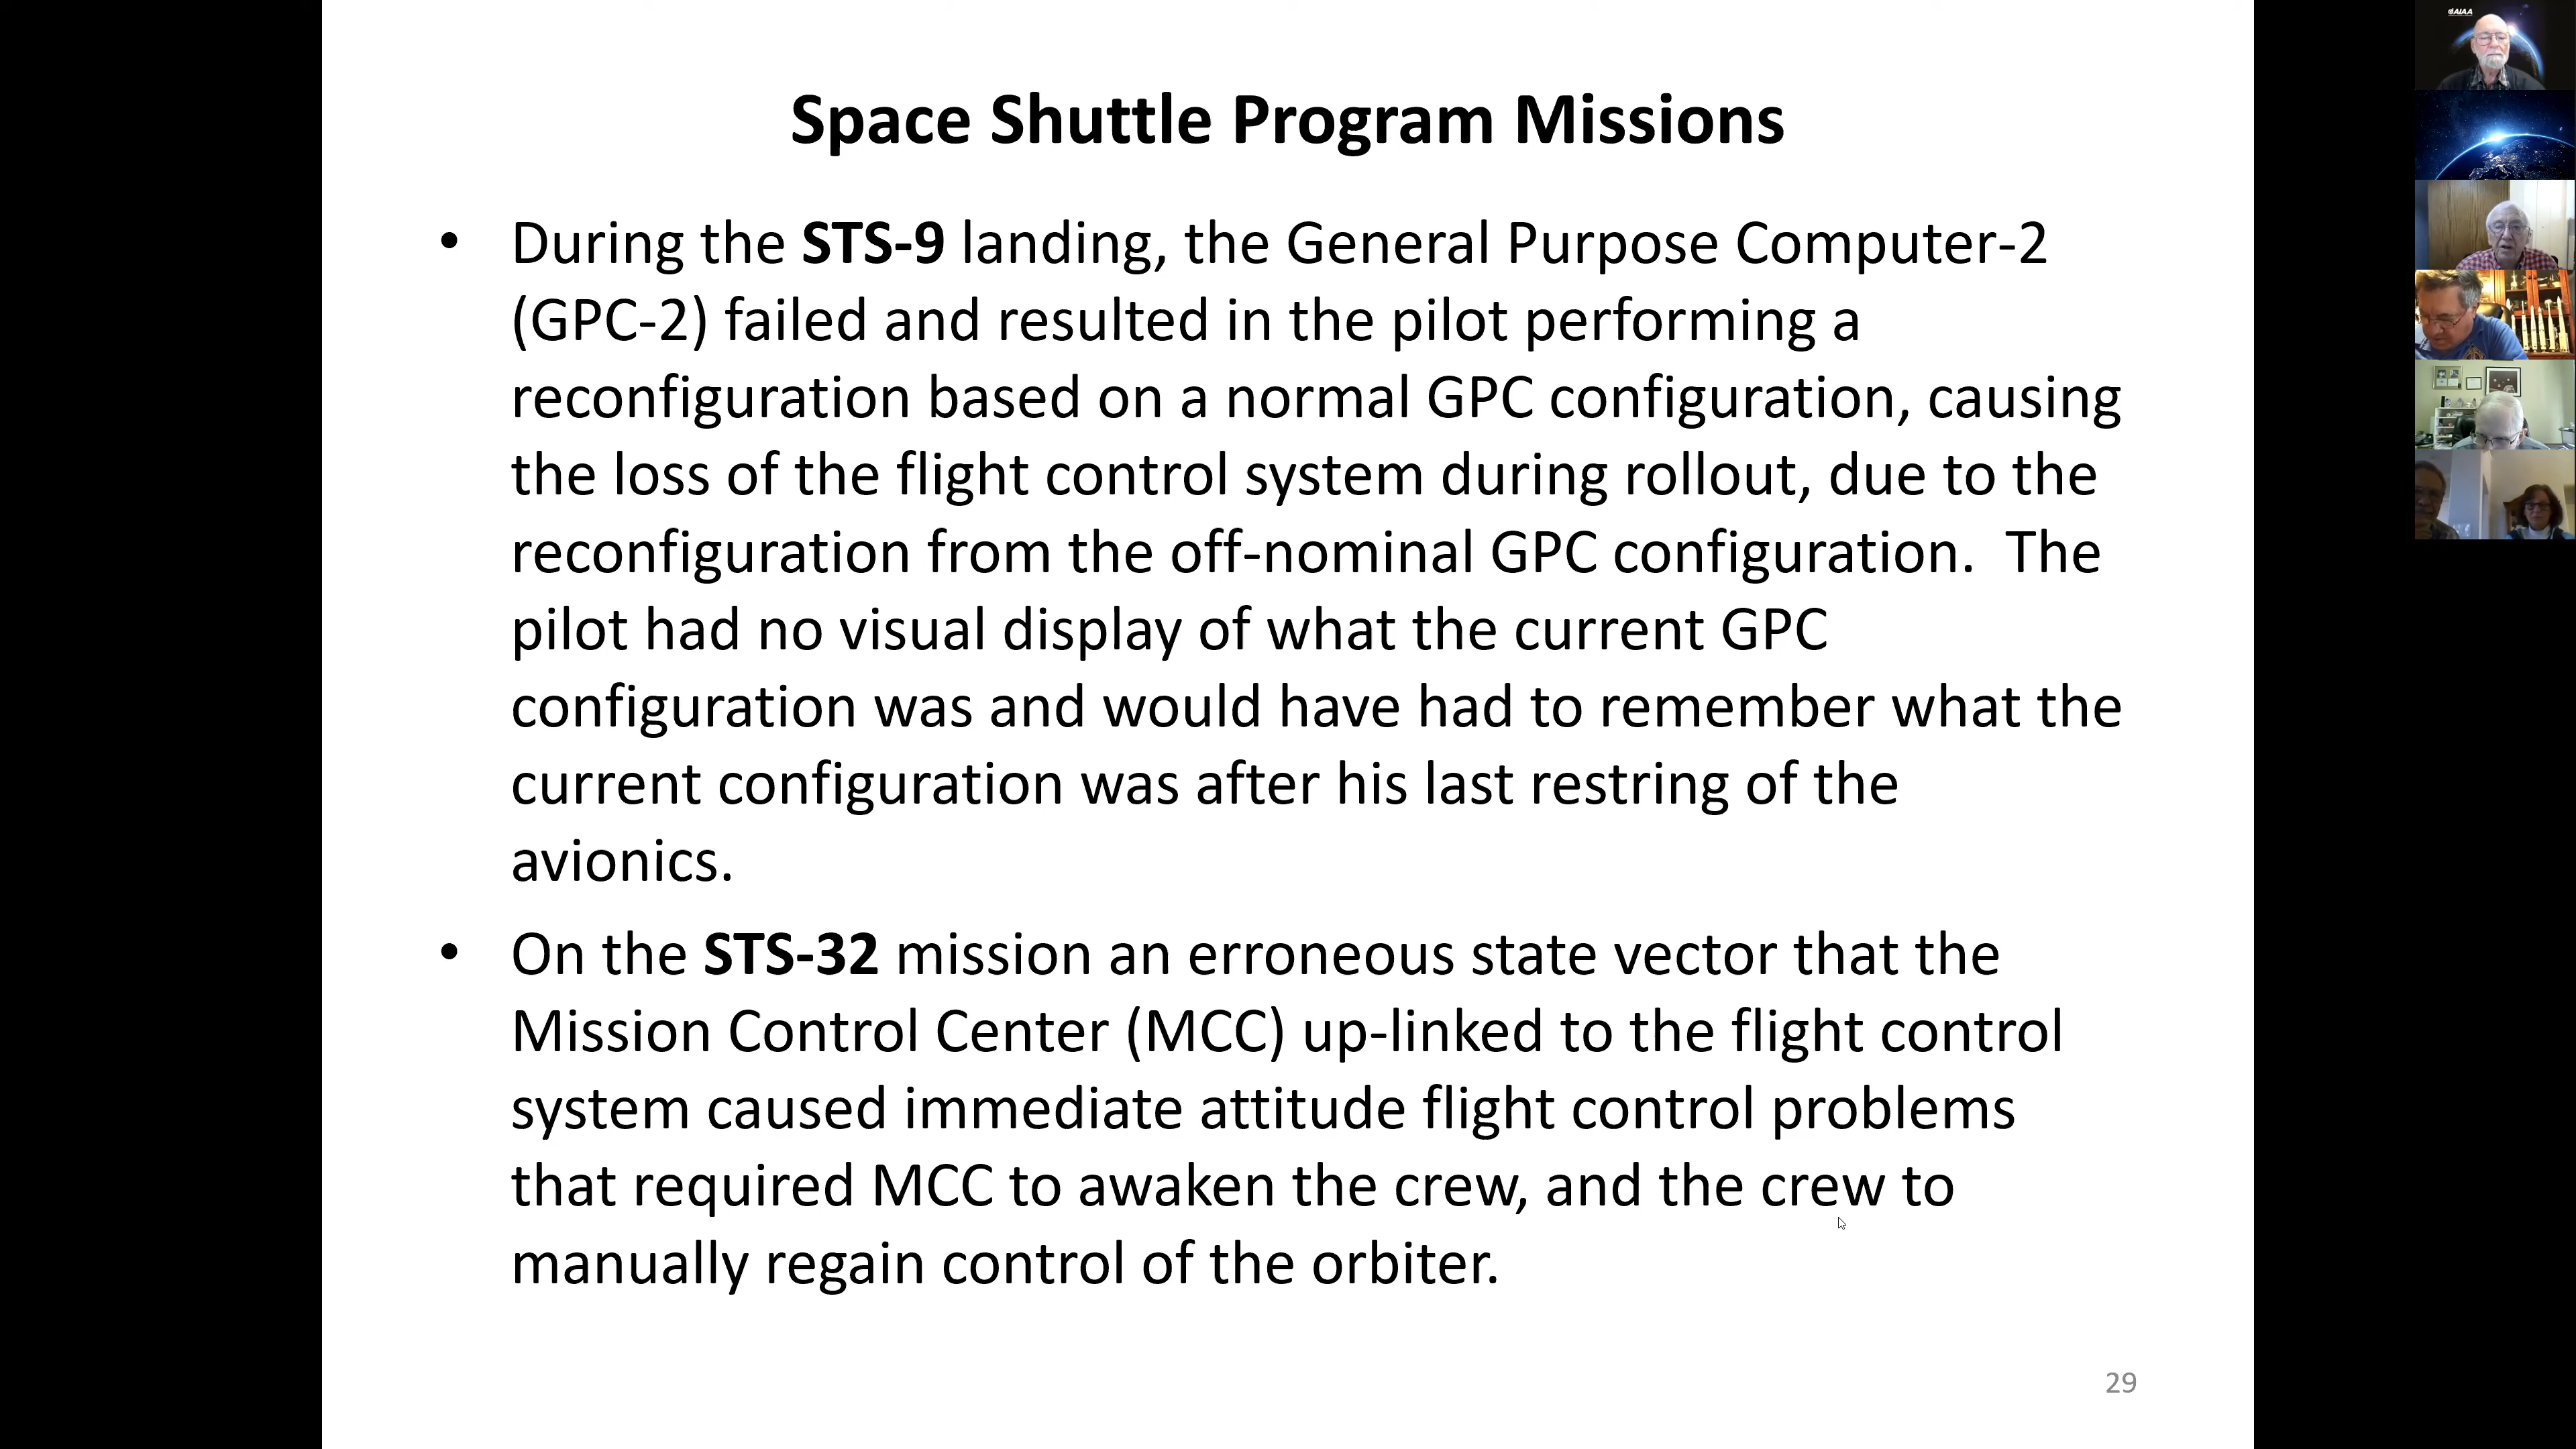 Space Shuttle Program Missions
• During the STS-9 landing, the General Purpose Computer-2
(GPC-2) failed and resulted in the pilot performing a
reconfiguration based on a normal GPC configuration, causing
the loss of the flight control system during rollout, due to the
reconfiguration from the off-nominal GPC configuration.  The
pilot had no visual display of what the current GPC
configuration was and would have had to remember what the
current configuration was after his last restring of the
avionics.
• On the STS-32 mission an erroneous state vector that the
Mission Control Center (MCC) up-linked to the flight control
system caused immediate attitude flight control problems
that required MCC to awaken the crew, and the crew to
manually regain control of the orbiter.
29
AIAA